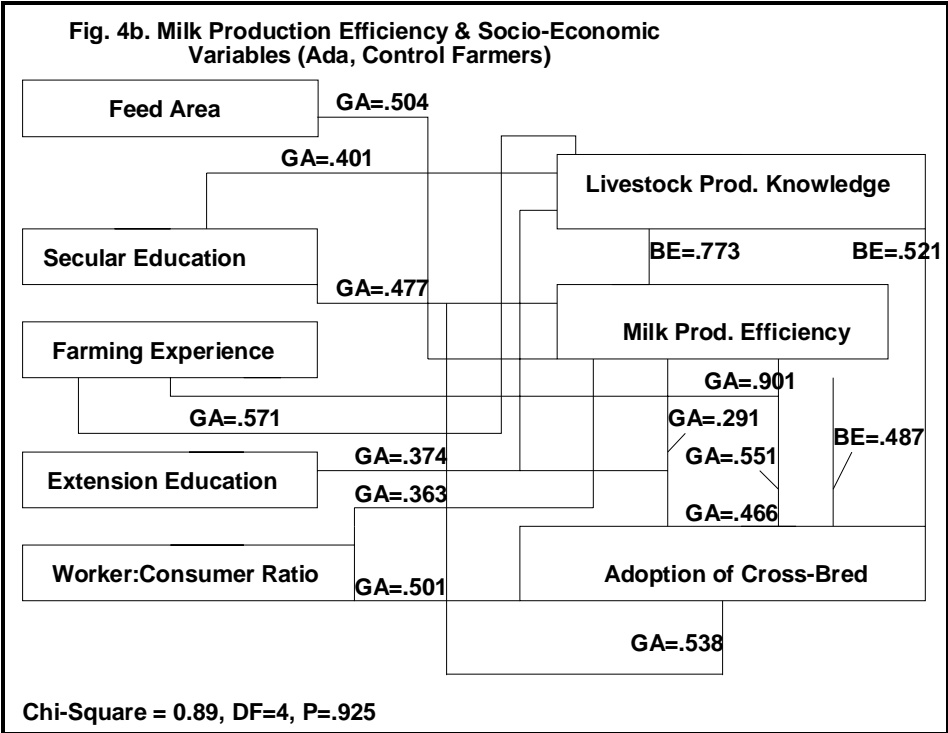 Fig. 4b. Milk Production Efficiency & Socio-Economic
Variables (Ada, Control Farmers)
Feed Area
GA=.504
GA=.401
Livestock Prod. Knowledge
Secular Education
BE=.773
BE=.521
GA=.477
Milk Prod. Efficiency
Farming Experience
GA=.901
GA=.571
GA=.291
BE=.487
GA=.374
GA=.551
Extension Education
GA=.363
GA=.466
Worker:Consumer Ratio
GA=.501
Adoption of Cross-Bred
GA=.538
Chi-Square = 0.89, DF=4, P=.925